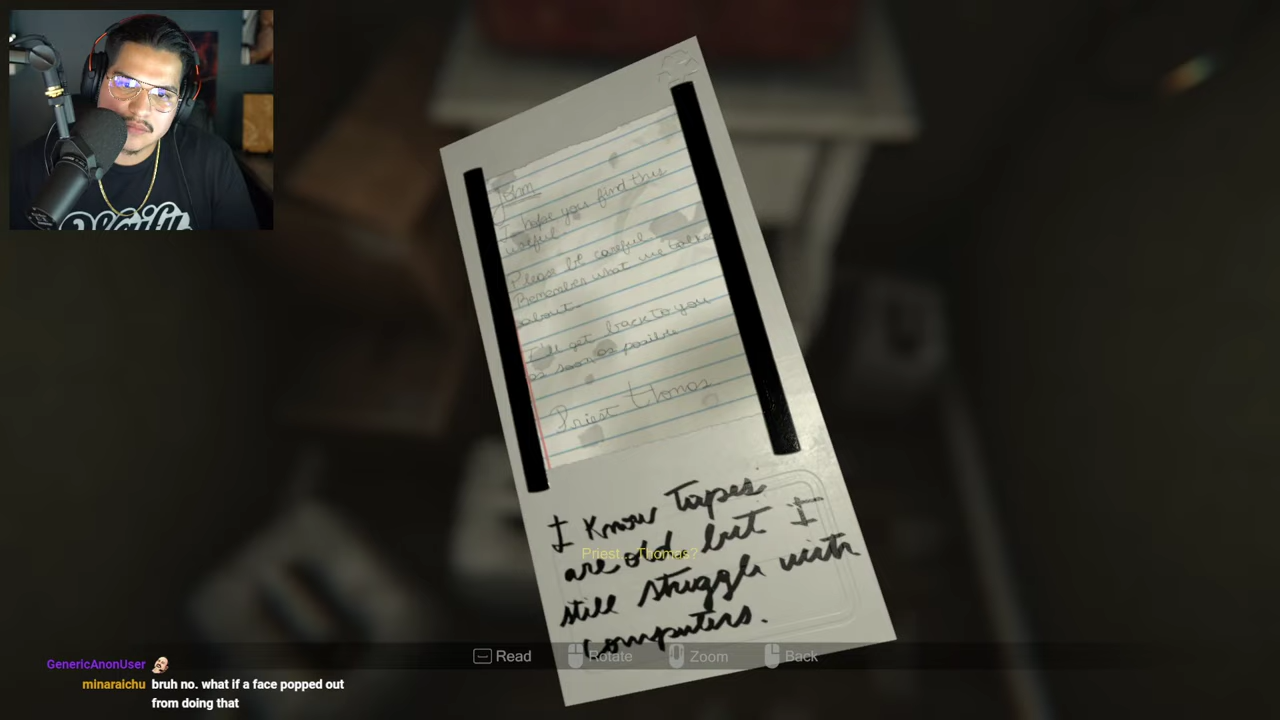 John
I hope you find this
useful.
Please be careful
Remember what we talked
about.
I'll get back to you
as soon as possible
Priest Thomas
I Know Tapes
are old but I
still struggle with
computers.
Priest... Thomas?
Read
Rotate
Zoom
Back
GenericAnonUser
minaraichu bruh no. what if a face popped out
from doing that